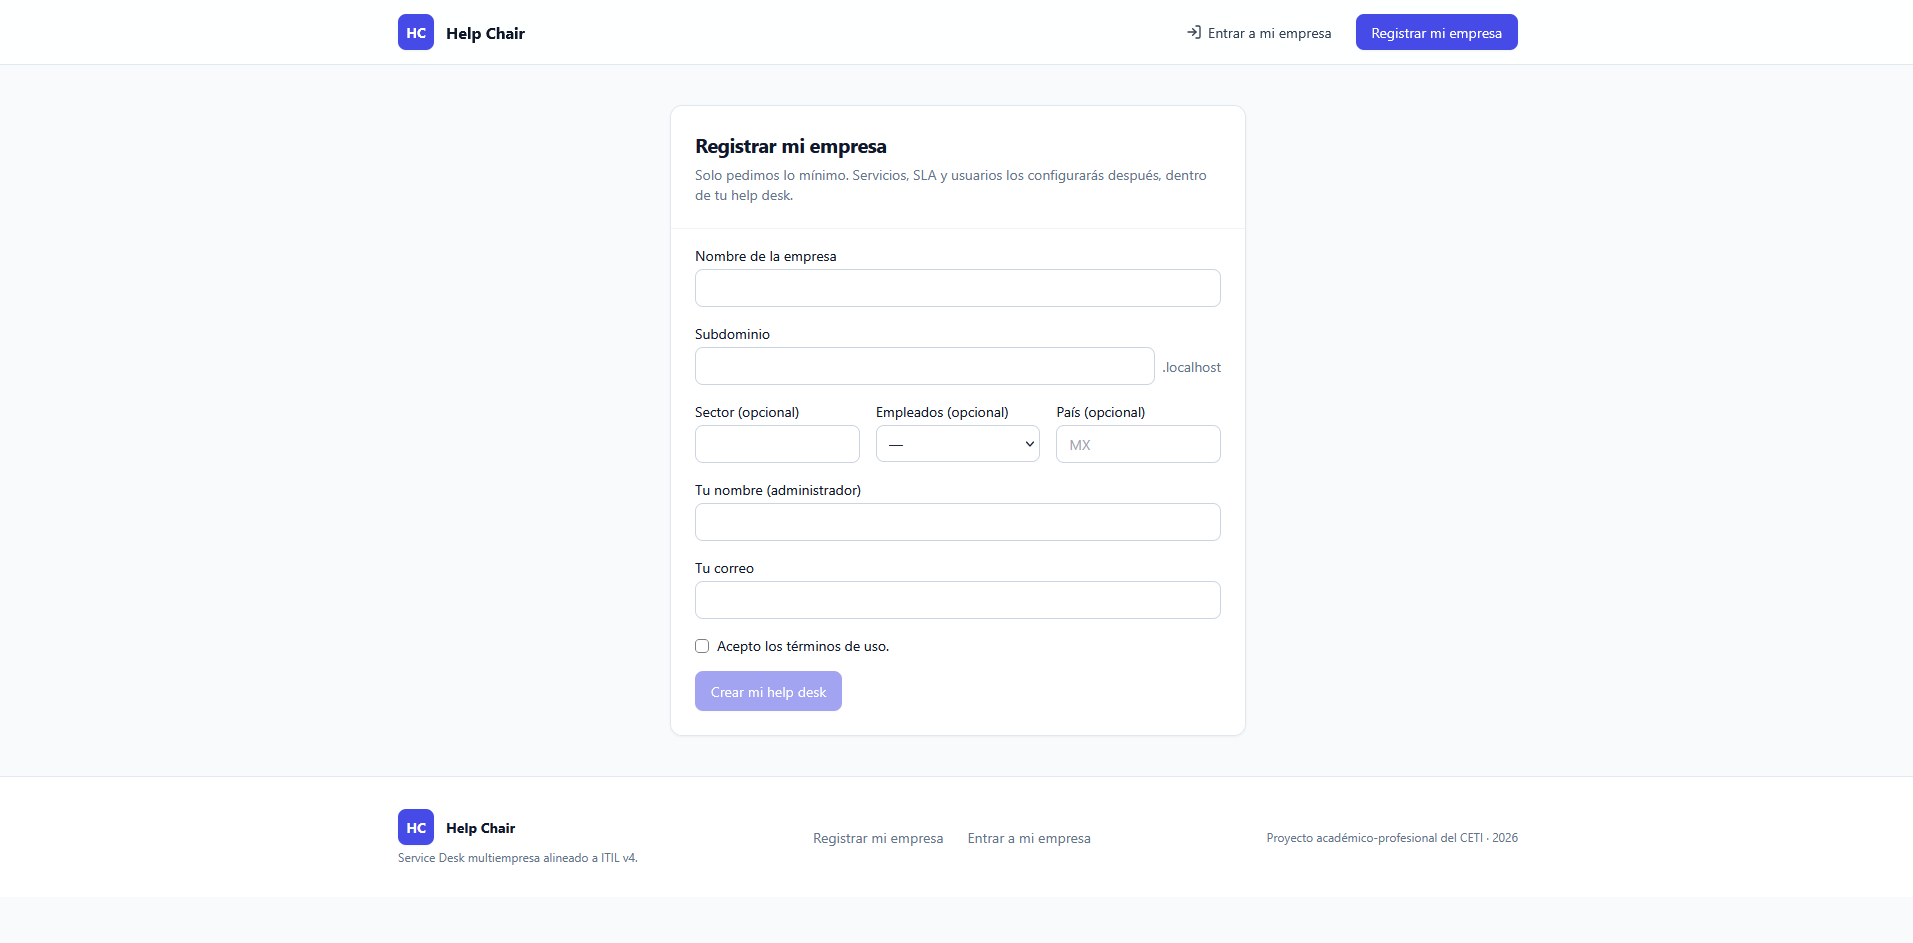 HC Help Chair
Entrar a mi empresa
Registrar mi empresa
Registrar mi empresa
Solo pedimos lo mínimo. Servicios, SLA y usuarios los configurarás después, dentro
de tu help desk.
Nombre de la empresa
Subdominio
.localhost
Sector (opcional)
Empleados (opcional)
País (opcional)
—
MX
Tu nombre (administrador)
Tu correo
Acepto los términos de uso.
Crear mi help desk
HC Help Chair
Service Desk multiempresa alineado a ITIL v4.
Registrar mi empresa
Entrar a mi empresa
Proyecto académico-profesional del CETI · 2026